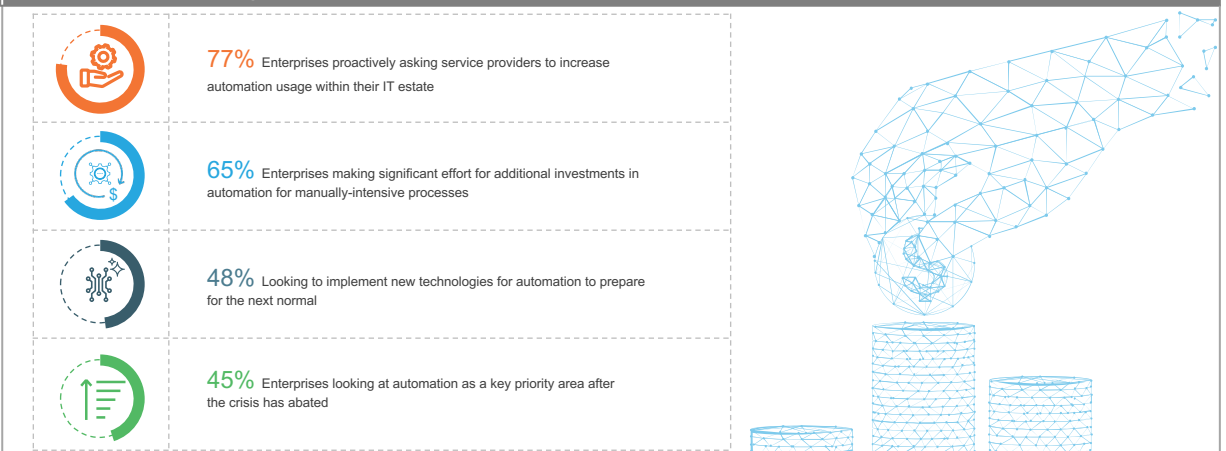 77% Enterprises proactively asking service providers to increase
automation usage within their IT estate
$
65% Enterprises making significant effort for additional investments in
automation for manually-intensive processes
48% Looking to implement new technologies for automation to prepare
for the next normal
45% Enterprises looking at automation as a key priority area after
the crisis has abated
$